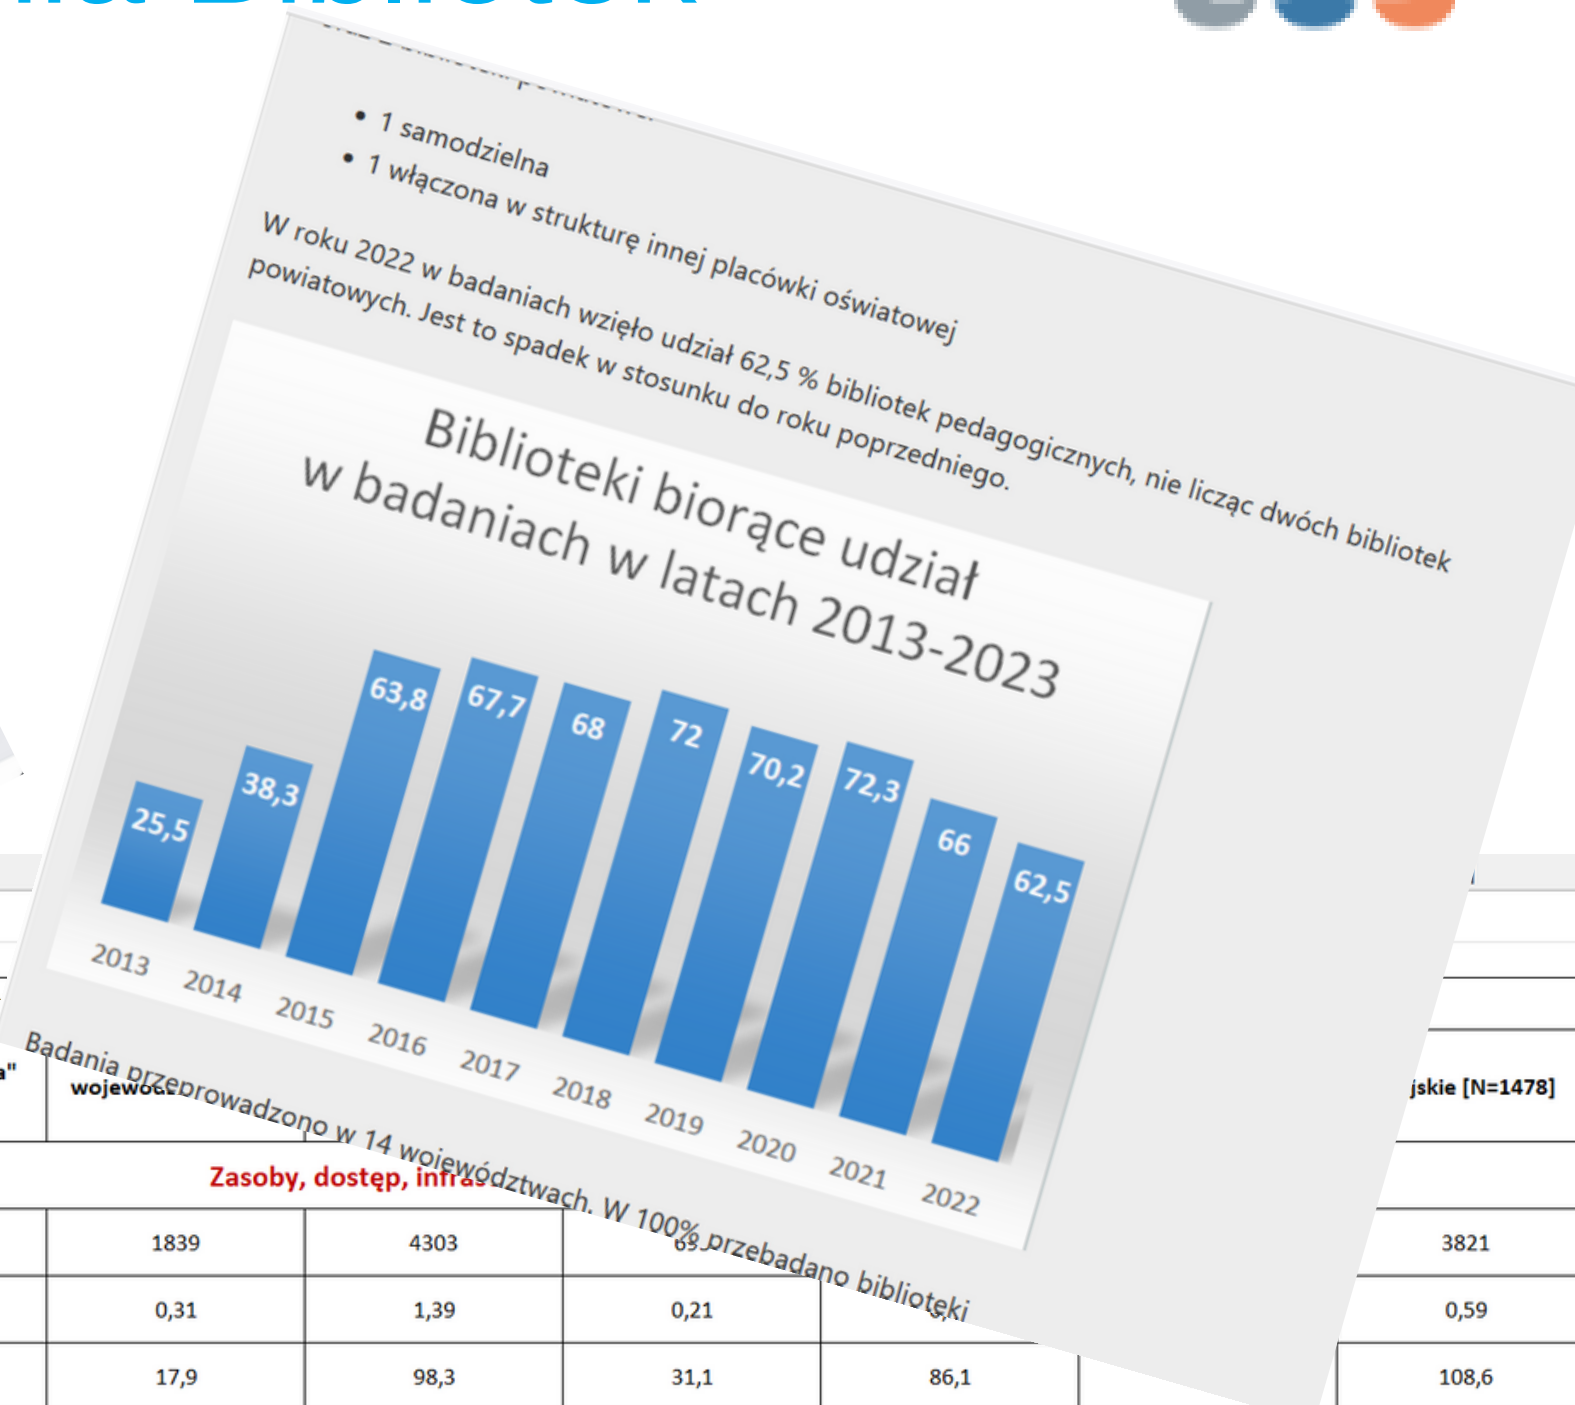 Bibliotek
• 1 samodzielna
• 1 włączona w strukturę innej placówki oświatowej
W roku 2022 w badaniach wzięło udział 62,5 % bibliotek pedagogicznych, nie licząc dwóch bibliotek
powiatowych. Jest to spadek w stosunku do roku poprzedniego.
Biblioteki biorące udział
w badaniach w latach 2013-2023
25,5 38,3 63,8 67,7 68 72 70,2 72,3 66 62,5
2013 2014 2015 2016 2017 2018 2019 2020 2021 2022
Badania przeprowadzono w 14 województwach. W 100% przebadano biblioteki
jskie [N=1478]
Zasoby, dostęp,
1839 4303 3821
0,31 1,39 0,21 0,59
17,9 98,3 31,1 86,1 108,6